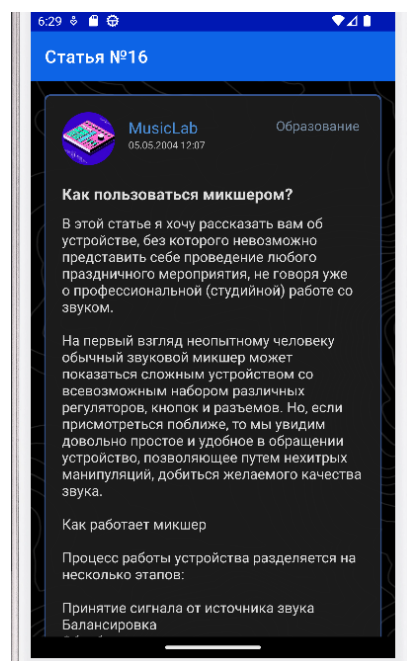 6:29
Статья №16
MusicLab
Образование
05.05.2004 12:07
Как пользоваться микшером?
В этой статье я хочу рассказать вам об
устройстве, без которого невозможно
представить себе проведение любого
праздничного мероприятия, не говоря уже
о профессиональной (студийной) работе со
звуком.
На первый взгляд неопытному человеку
обычный звуковой микшер может
показаться сложным устройством со
всевозможным набором различных
регуляторов, кнопок и разъемов. Но, если
присмотреться поближе, то мы увидим
довольно простое и удобное в обращении
устройство, позволяющее путем нехитрых
манипуляций, добиться желаемого качества
звука.
Как работает микшер
Процесс работы устройства разделяется на
несколько этапов:
Принятие сигнала от источника звука
Балансировка